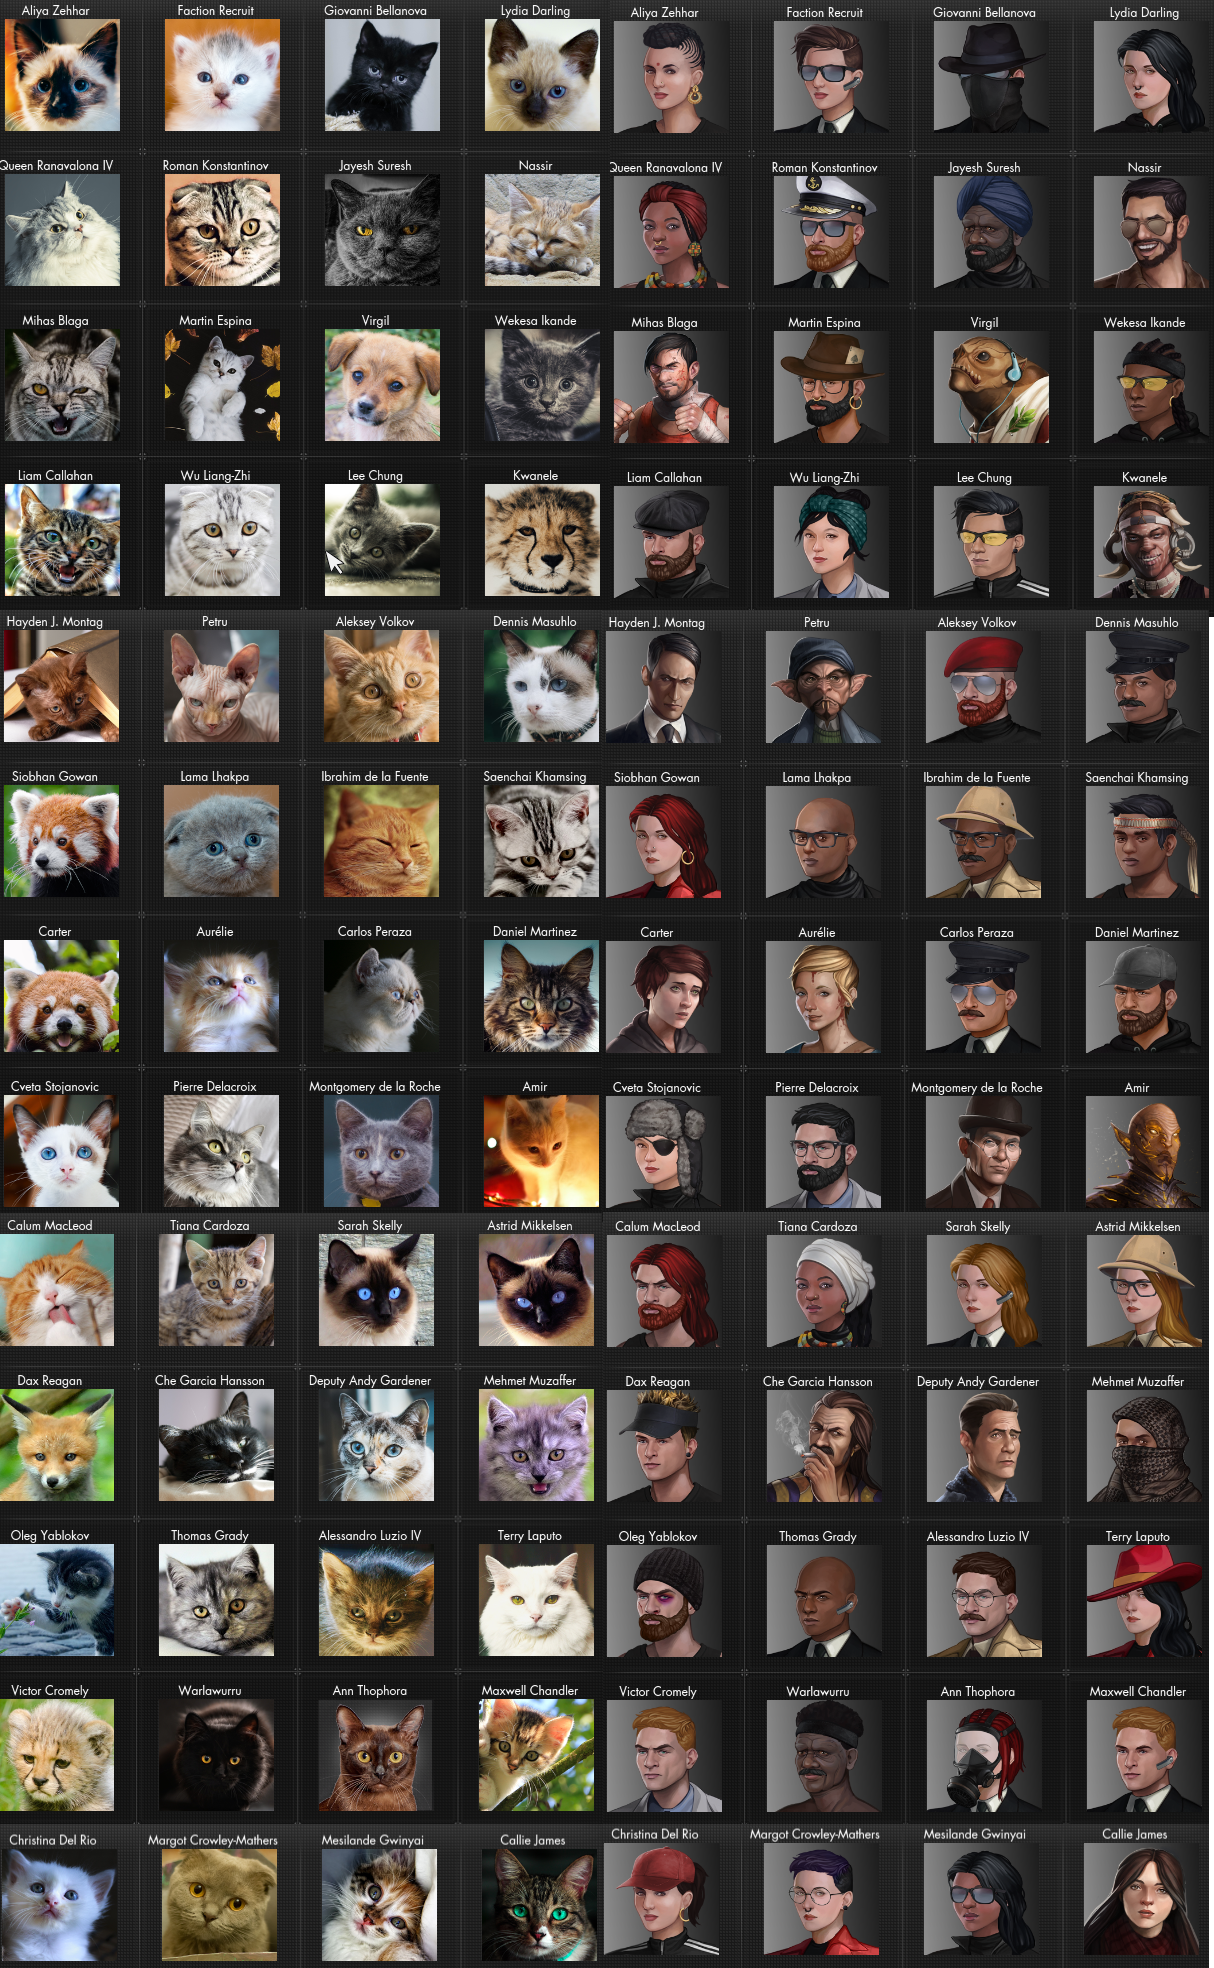 Aliya Zehhar Faction Recruit Giovanni Bellanova Lydia Darling Aliya Zehhar Faction Recruit Giovanni Bellanova Lydia Darling
Queen Ranavalona IV Roman Konstantinov Jayesh Suresh Nassir Queen Ranavalona IV Roman Konstantinov Jayesh Suresh Nassir
Mihas Blaga Martin Espina Virgil Wekesa Ikande Mihas Blaga Martin Espina Virgil Wekesa Ikande
Liam Callahan Wu Liang-Zhi Lee Chung Kwanele Liam Callahan Wu Liang-Zhi Lee Chung Kwanele
Hayden J. Montag Petru Aleksey Volkov Dennis Masuhlo Hayden J. Montag Petru Aleksey Volkov Dennis Masuhlo
Siobhan Gowan Lama Lhakpa Ibrahim de la Fuente Saenchai Khamsing Siobhan Gowan Lama Lhakpa Ibrahim de la Fuente Saenchai Khamsing
Carter Aurélie Carlos Peraza Daniel Martinez Carter Aurélie Carlos Peraza Daniel Martinez
Cveta Stojanovic Pierre Delacroix Montgomery de la Roche Amir Cveta Stojanovic Pierre Delacroix Montgomery de la Roche Amir
Calum MacLeod Tiana Cardoza Sarah Skelly Astrid Mikkelsen Calum MacLeod Tiana Cardoza Sarah Skelly Astrid Mikkelsen
Dax Reagan Che Garcia Hansson Deputy Andy Gardener Mehmet Muzaffer Dax Reagan Che Garcia Hansson Deputy Andy Gardener Mehmet Muzaffer
Oleg Yablokov Thomas Grady Alessandro Luzio IV Terry Laputo Oleg Yablokov Thomas Grady Alessandro Luzio IV Terry Laputo
Victor Cromely Warlawurru Ann Thophora Maxwell Chandler Victor Cromely Warlawurru Ann Thophora Maxwell Chandler
Christina Del Rio Margot Crowley-Mathers Mesilande Gwinyai Callie James Christina Del Rio Margot Crowley-Mathers Mesilande Gwinyai Callie James